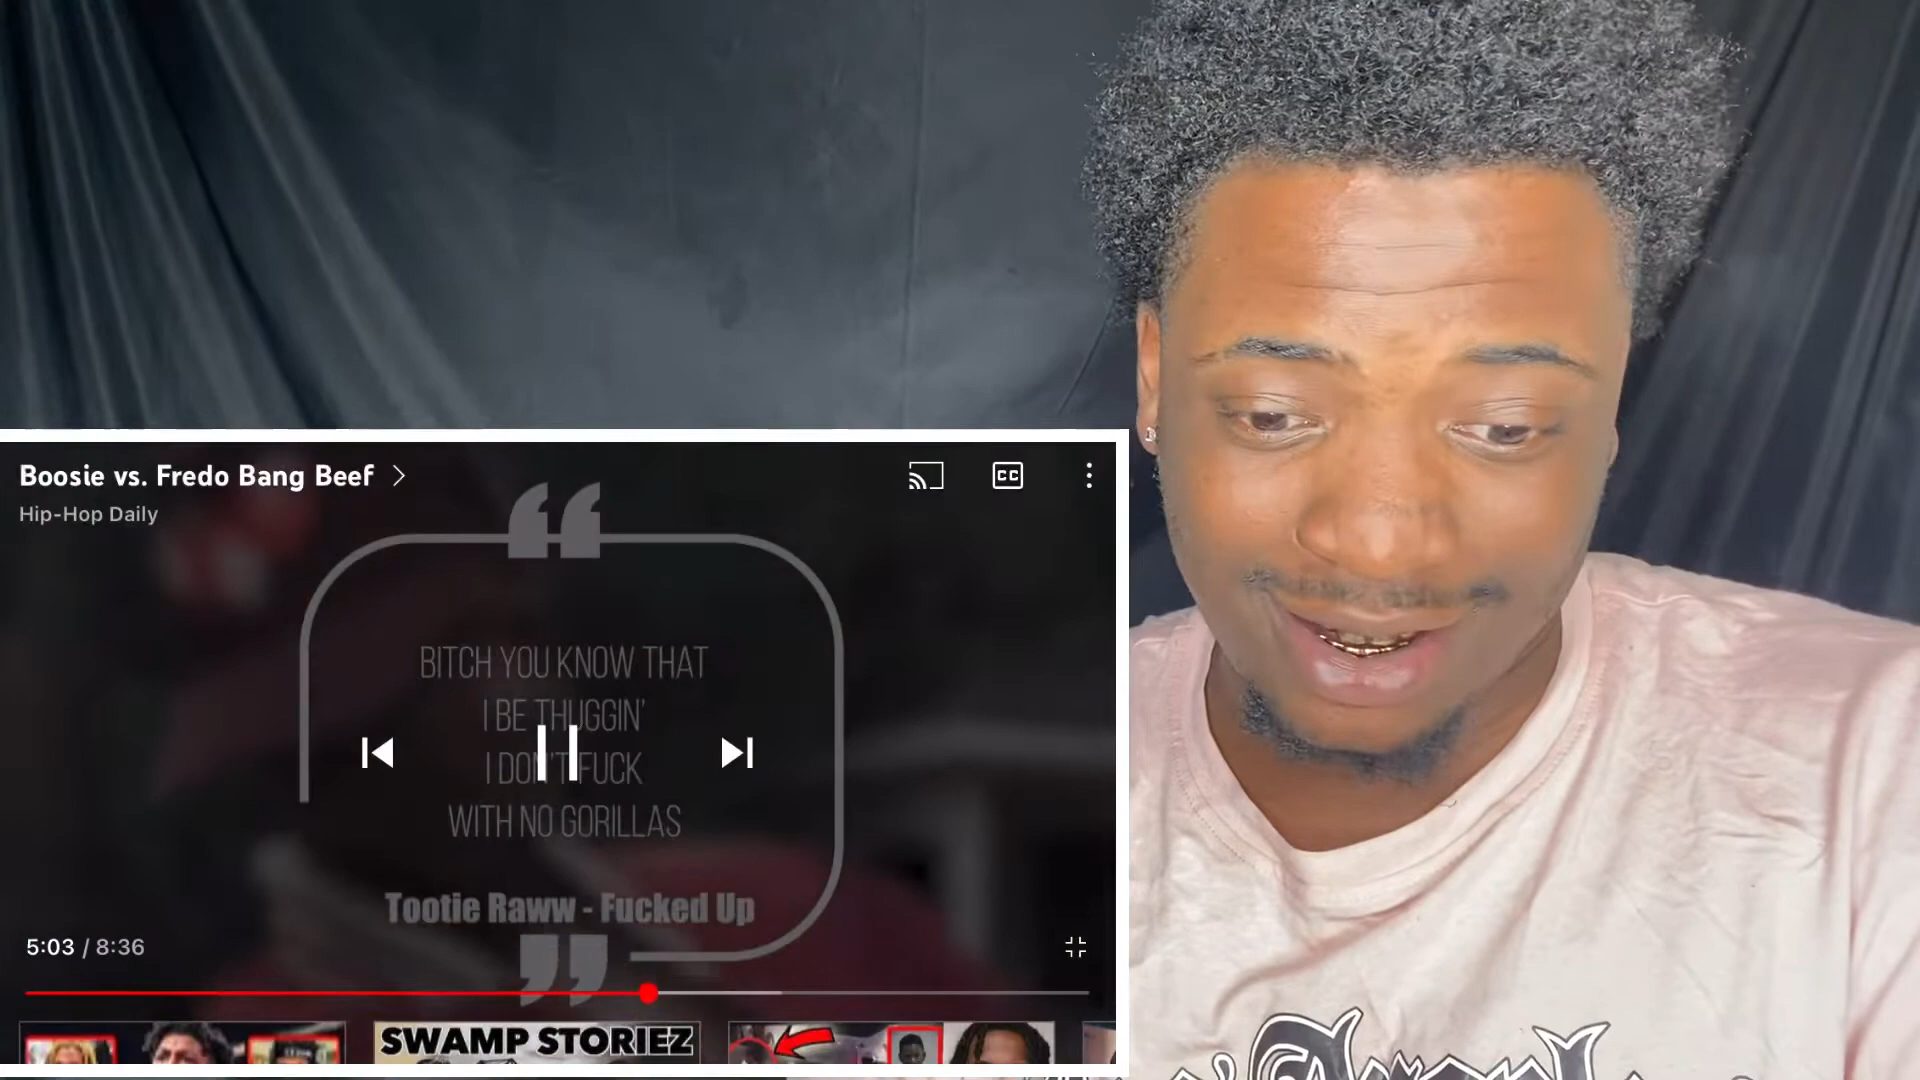 Boosie vs. Fredo Bang Beef
CC
Hip-Hop Daily
BITCH YOU KNOW THAT
I BE THUGGIN'
I DON'T FUCK
WITH NO GORILLAS
Tootie Raww - Fucked Up
5:03 / 8:36
SWAMP STORIEZ